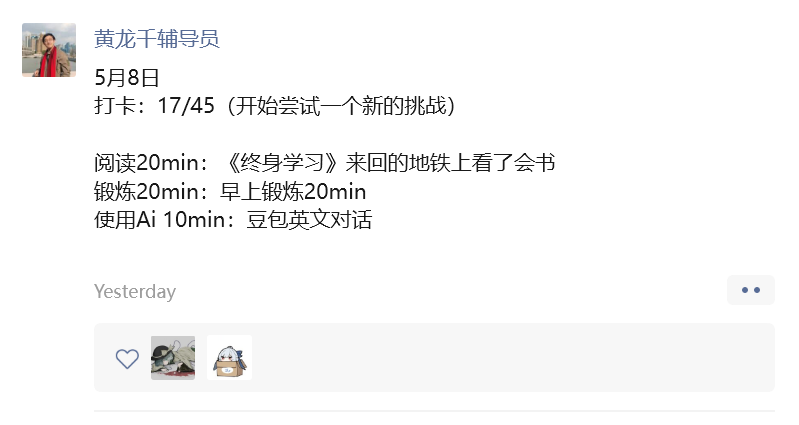 黄龙千辅导员
5月8日
打卡：17/45（开始尝试一个新的挑战）
阅读20min：《终身学习》来回的地铁上看了会书
锻炼20min：早上锻炼20min
使用Ai 10min：豆包英文对话
Yesterday